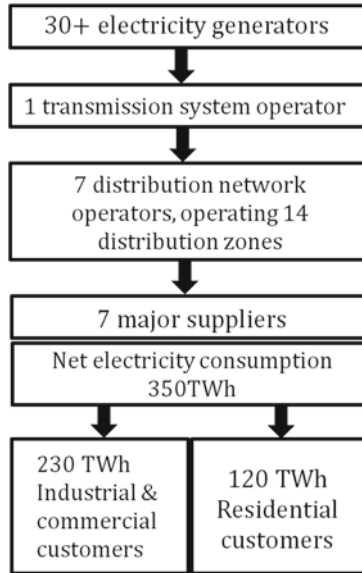 30+ electricity generators
1 transmission system operator
7 distribution network
operators, operating 14
distribution zones
7 major suppliers
Net electricity consumption
350TWh
230 TWh
Industrial &
commercial
customers
120 TWh
Residential
customers